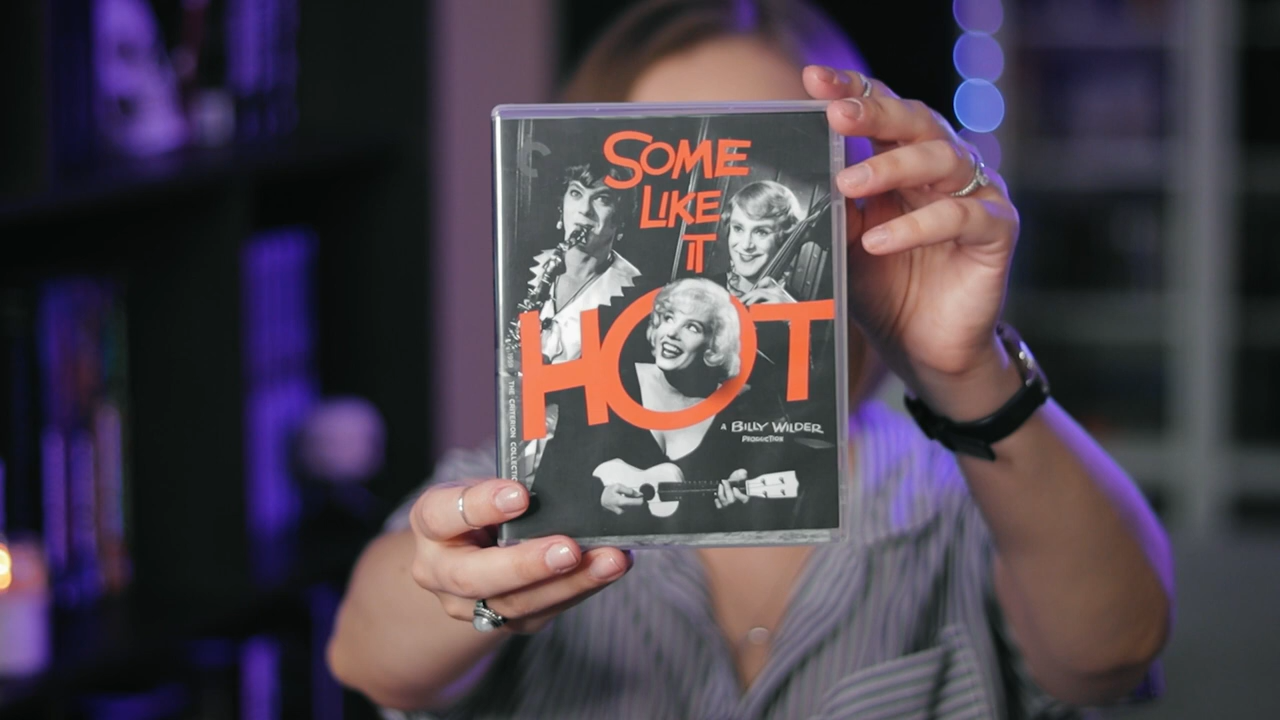 SOME
LIKE
IT
HOT
A BILLY WILDER
PRODUCTION
THE CRITERION COLLECTION